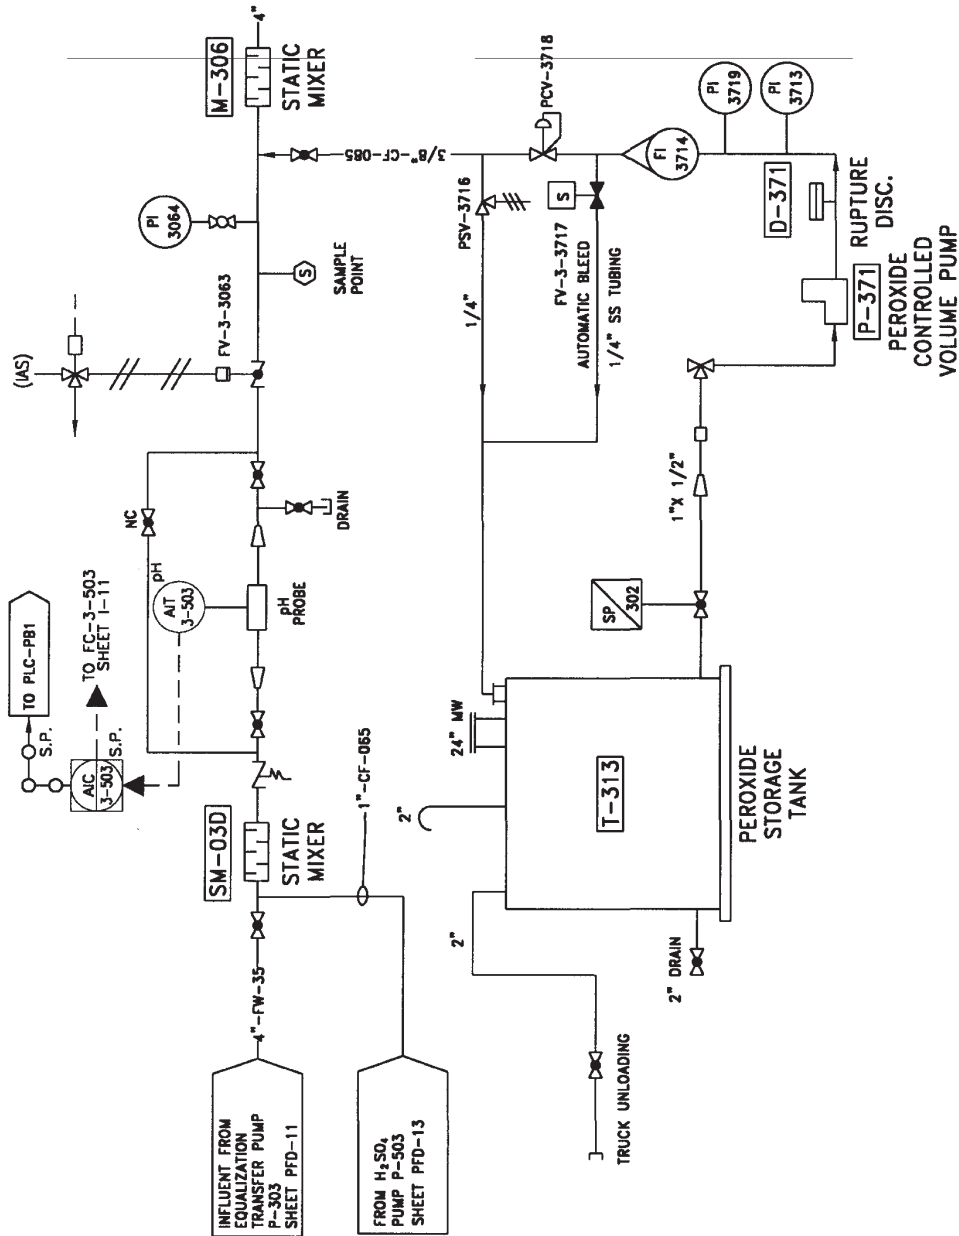 INFLUENT FROM
EQUALIZATION
TRANSFER PUMP
P-303
SHEET PFD-11
4"-FW-35
FROM H₂SO₄
PUMP P-503
SHEET PFD-13
1"-CF-065
SM-03D
STATIC
MIXER
TO PLC-PB1
S.P.
AIC
3-503
S.P.
TO FC-3-503
SHEET I-11
AIT
3-503
pH
pH
PROBE
NC
DRAIN
(IAS)
FV-3-3063
SAMPLE
POINT
S
PI
3064
M-306
STATIC
MIXER
4"
3/8"-CF-085
PCV-3718
PSV-3716
1/4"
S
FV-3-3717
AUTOMATIC BLEED
1/4" SS TUBING
FI
3714
PI
3719
PI
3713
D-371
RUPTURE
DISC.
P-371
PEROXIDE
CONTROLLED
VOLUME PUMP
1"X 1/2"
SP
302
24" MW
2"
2"
T-313
PEROXIDE
STORAGE
TANK
2" DRAIN
TRUCK UNLOADING